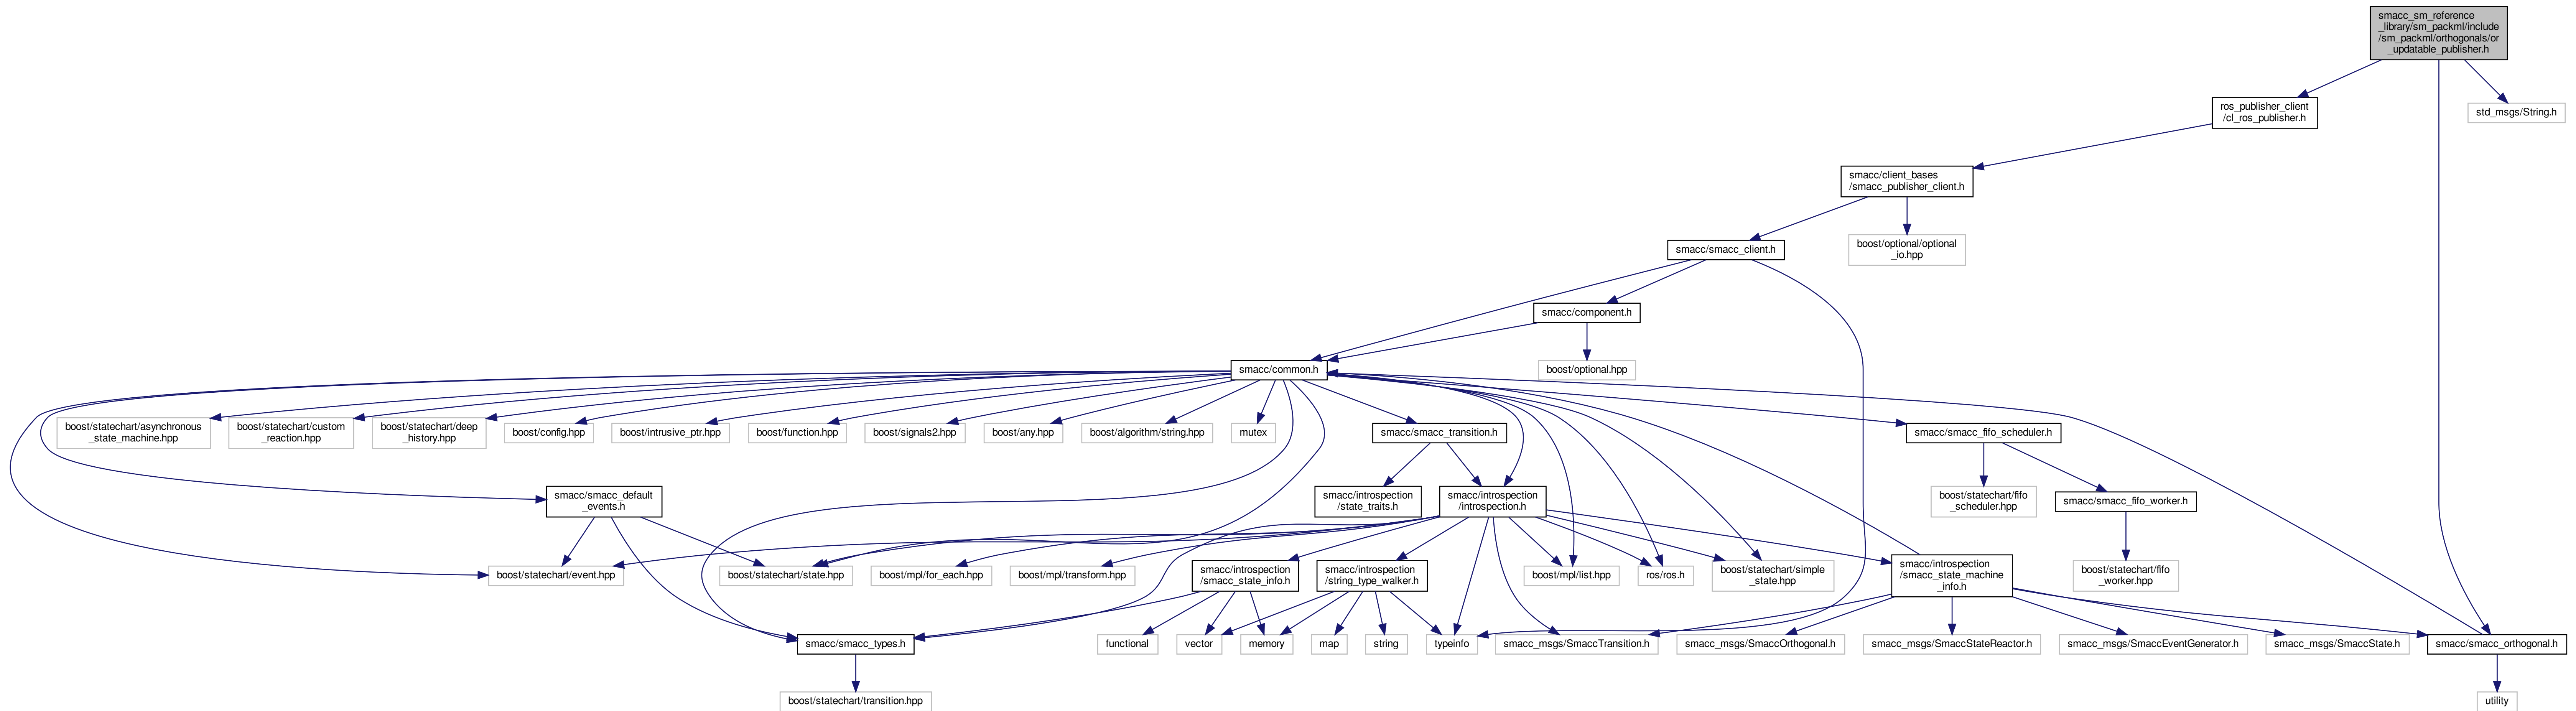 smacc_sm_reference
_library/sm_packml/include
/sm_packml/orthogonals/or
_updatable_publisher.h
ros_publisher_client
/cl_ros_publisher.h
std_msgs/String.h
smacc/client_bases
/smacc_publisher_client.h
smacc/smacc_client.h
boost/optional/optional
_io.hpp
smacc/component.h
smacc/common.h
boost/optional.hpp
boost/statechart/asynchronous
_state_machine.hpp
boost/statechart/custom
_reaction.hpp
boost/statechart/deep
_history.hpp
boost/config.hpp
boost/intrusive_ptr.hpp
boost/function.hpp
boost/signals2.hpp
boost/any.hpp
boost/algorithm/string.hpp
mutex
smacc/smacc_transition.h
smacc/smacc_fifo_scheduler.h
smacc/smacc_default
_events.h
smacc/introspection
/state_traits.h
smacc/introspection
/introspection.h
boost/statechart/fifo
_scheduler.hpp
smacc/smacc_fifo_worker.h
boost/statechart/event.hpp
boost/statechart/state.hpp
boost/mpl/for_each.hpp
boost/mpl/transform.hpp
smacc/introspection
/smacc_state_info.h
smacc/introspection
/string_type_walker.h
boost/mpl/list.hpp
ros/ros.h
boost/statechart/simple
_state.hpp
smacc/introspection
/smacc_state_machine
_info.h
boost/statechart/fifo
_worker.hpp
smacc/smacc_types.h
functional
vector
memory
map
string
typeinfo
smacc_msgs/SmaccTransition.h
smacc_msgs/SmaccOrthogonal.h
smacc_msgs/SmaccStateReactor.h
smacc_msgs/SmaccEventGenerator.h
smacc_msgs/SmaccState.h
smacc/smacc_orthogonal.h
boost/statechart/transition.hpp
utility